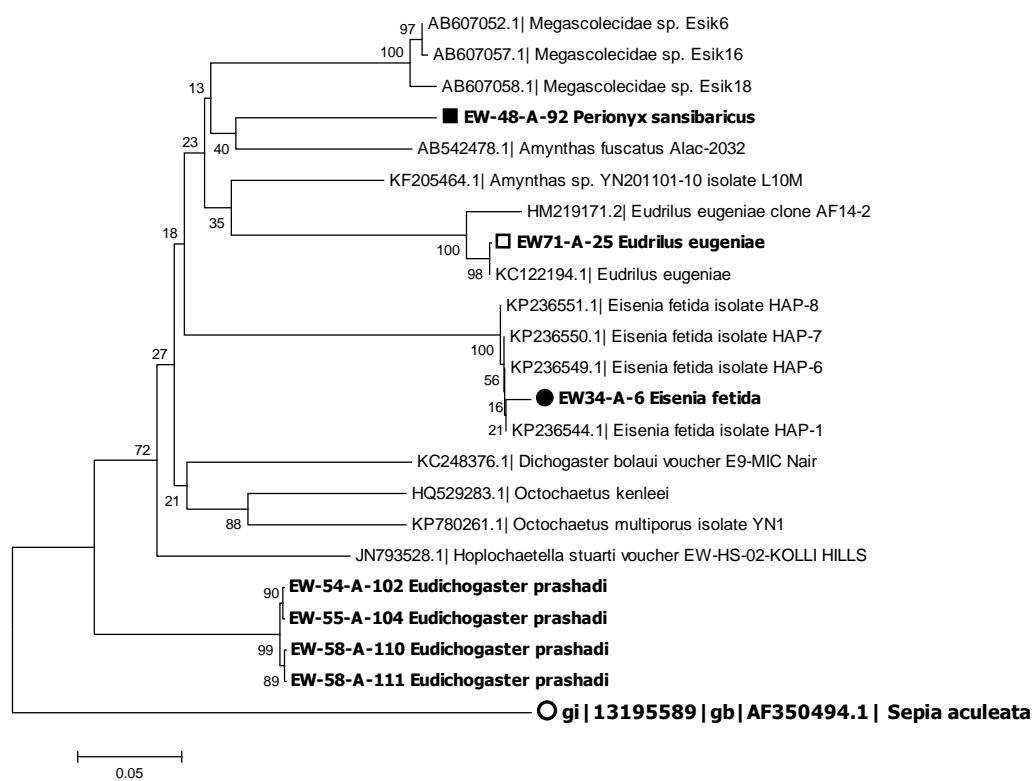 97
AB607052.1| Megascolecidae sp. Esik6
100
AB607057.1| Megascolecidae sp. Esik16
AB607058.1| Megascolecidae sp. Esik18
13
EW-48-A-92 Perionyx sansibaricus
23
40
AB542478.1| Amynthas fuscatus Alac-2032
KF205464.1| Amynthas sp. YN201101-10 isolate L10M
35
HM219171.2| Eudrilus eugeniae clone AF14-2
18
100
EW71-A-25 Eudrilus eugeniae
98
KC122194.1| Eudrilus eugeniae
KP236551.1| Eisenia fetida isolate HAP-8
KP236550.1| Eisenia fetida isolate HAP-7
100
27
KP236549.1| Eisenia fetida isolate HAP-6
56
EW34-A-6 Eisenia fetida
16
21
KP236544.1| Eisenia fetida isolate HAP-1
72
KC248376.1| Dichogaster bolaui voucher E9-MIC Nair
21
HQ529283.1| Octochaetus kenleei
88
KP780261.1| Octochaetus multiporus isolate YN1
JN793528.1| Hoplochaetella stuarti voucher EW-HS-02-KOLLI HILLS
90
EW-54-A-102 Eudichogaster prashadi
EW-55-A-104 Eudichogaster prashadi
99
EW-58-A-110 Eudichogaster prashadi
89
EW-58-A-111 Eudichogaster prashadi
gi|13195589|gb|AF350494.1| Sepia aculeata
0.05